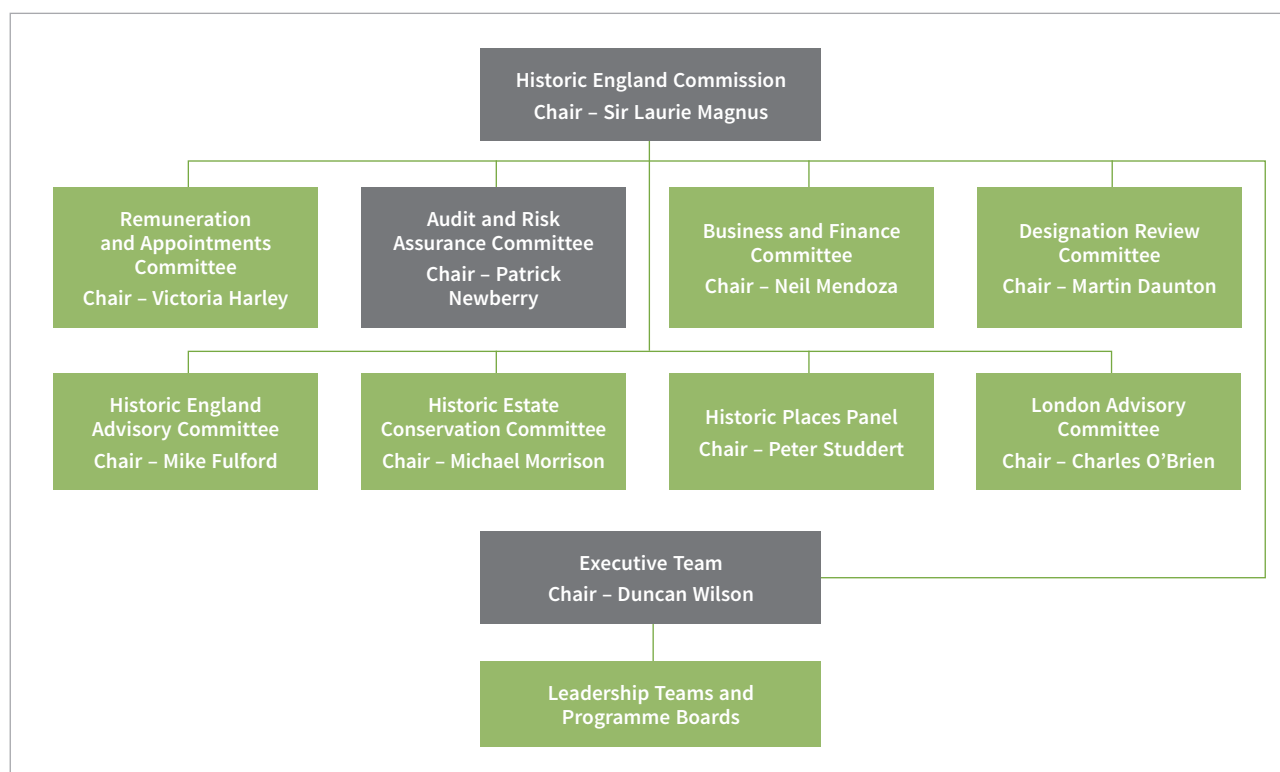 Historic England Commission
Chair – Sir Laurie Magnus
Remuneration
and Appointments
Committee
Chair – Victoria Harley
Audit and Risk
Assurance Committee
Chair – Patrick
Newberry
Business and Finance
Committee
Chair – Neil Mendoza
Designation Review
Committee
Chair – Martin Daunton
Historic England
Advisory Committee
Chair – Mike Fulford
Historic Estate
Conservation Committee
Chair – Michael Morrison
Historic Places Panel
Chair – Peter Studdert
London Advisory
Committee
Chair – Charles O’Brien
Executive Team
Chair – Duncan Wilson
Leadership Teams and
Programme Boards